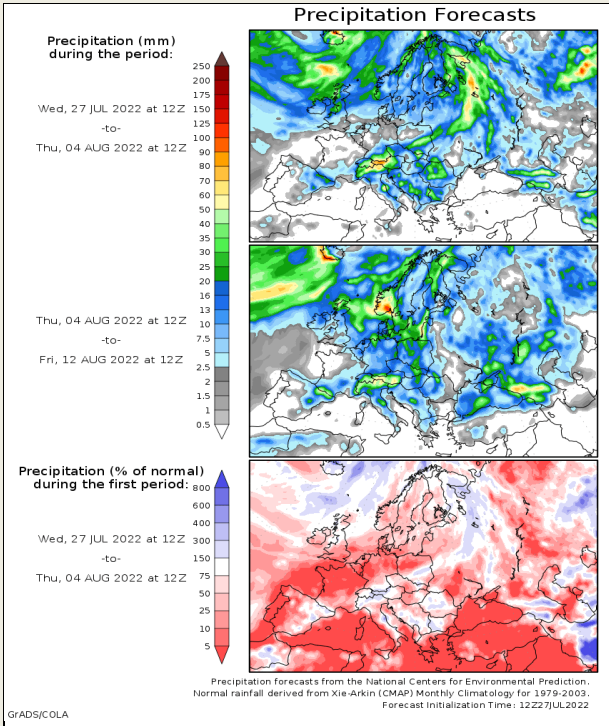 Precipitation Forecasts
Precipitation (mm)
during the period:
Wed, 27 JUL 2022 at 12Z
-to-
Thu, 04 AUG 2022 at 12Z
250
200
175
150
125
100
90
80
70
60
50
40
35
30
25
20
16
13
10
7.5
5
2.5
2
1.5
1
0.5
Thu, 04 AUG 2022 at 12Z
-to-
Fri, 12 AUG 2022 at 12Z
Precipitation (% of normal)
during the first period:
Wed, 27 JUL 2022 at 12Z
-to-
Thu, 04 AUG 2022 at 12Z
800
600
400
300
150
75
50
25
10
5
Precipitation forecasts from the National Centers for Environmental Prediction.
Normal rainfall derived from Xie-Arkin (CMAP) Monthly Climatology for 1979-2003.
Forecast Initialization Time: 12Z27JUL2022
GrADS/COLA